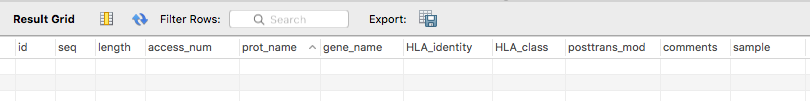 Result Grid Filter Rows: Search Export:
id seq length access_num prot_name gene_name HLA_identity HLA_class posttrans_mod comments sample